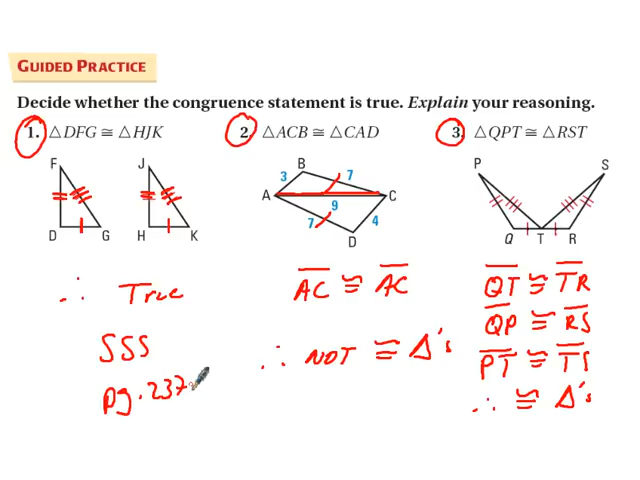 GUIDED PRACTICE
Decide whether the congruence statement is true. Explain your reasoning.
1. △DFG ≅ △HJK
2. △ACB ≅ △CAD
3. △QPT ≅ △RST
F
D
G
J
H
K
B
3
7
A
C
9
7
4
D
P
S
Q
T
R
∴ True
SSS
pg. 237
AC ≅ AC
∴ NOT ≅ Δ's
QT ≅ TR
QP ≅ RS
PT ≅ TS
∴ ≅ Δ's